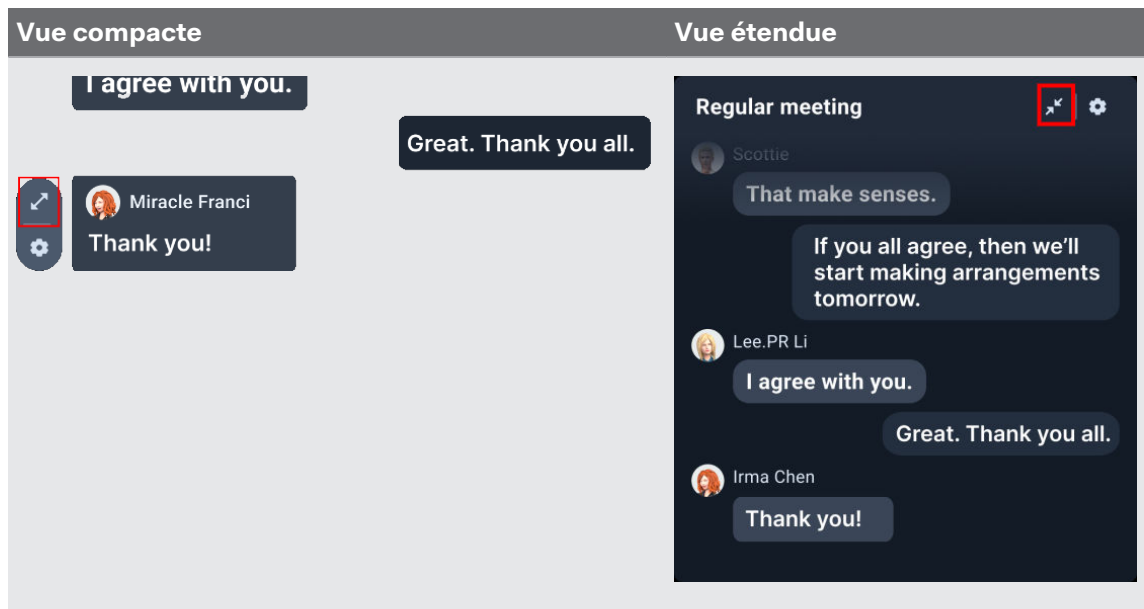 Vue compacte
Vue étendue
I agree with you.
Great. Thank you all.
Miracle Franci
Thank you!
Regular meeting
Scottie
That make senses.
If you all agree, then we’ll
start making arrangements
tomorrow.
Lee.PR Li
I agree with you.
Great. Thank you all.
Irma Chen
Thank you!